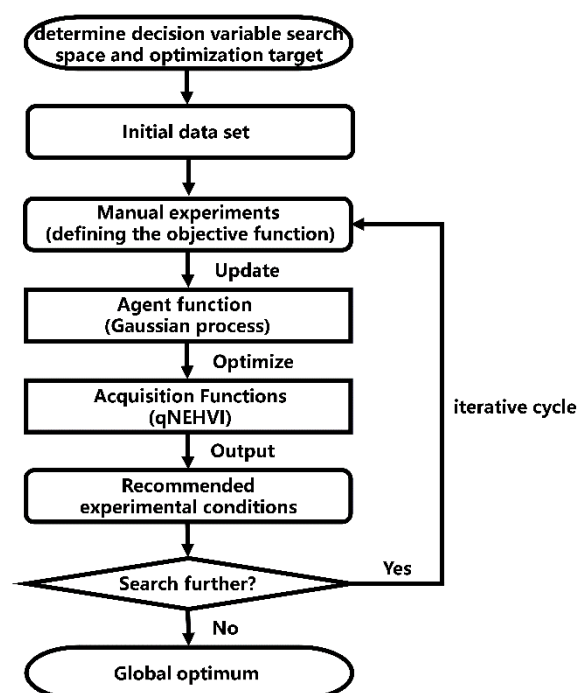 determine decision variable search
space and optimization target
Initial data set
Manual experiments
(defining the objective function)
Update
Agent function
(Gaussian process)
Optimize
Acquisition Functions
(qNEHVI)
iterative cycle
Output
Recommended
experimental conditions
Search further?
Yes
No
Global optimum